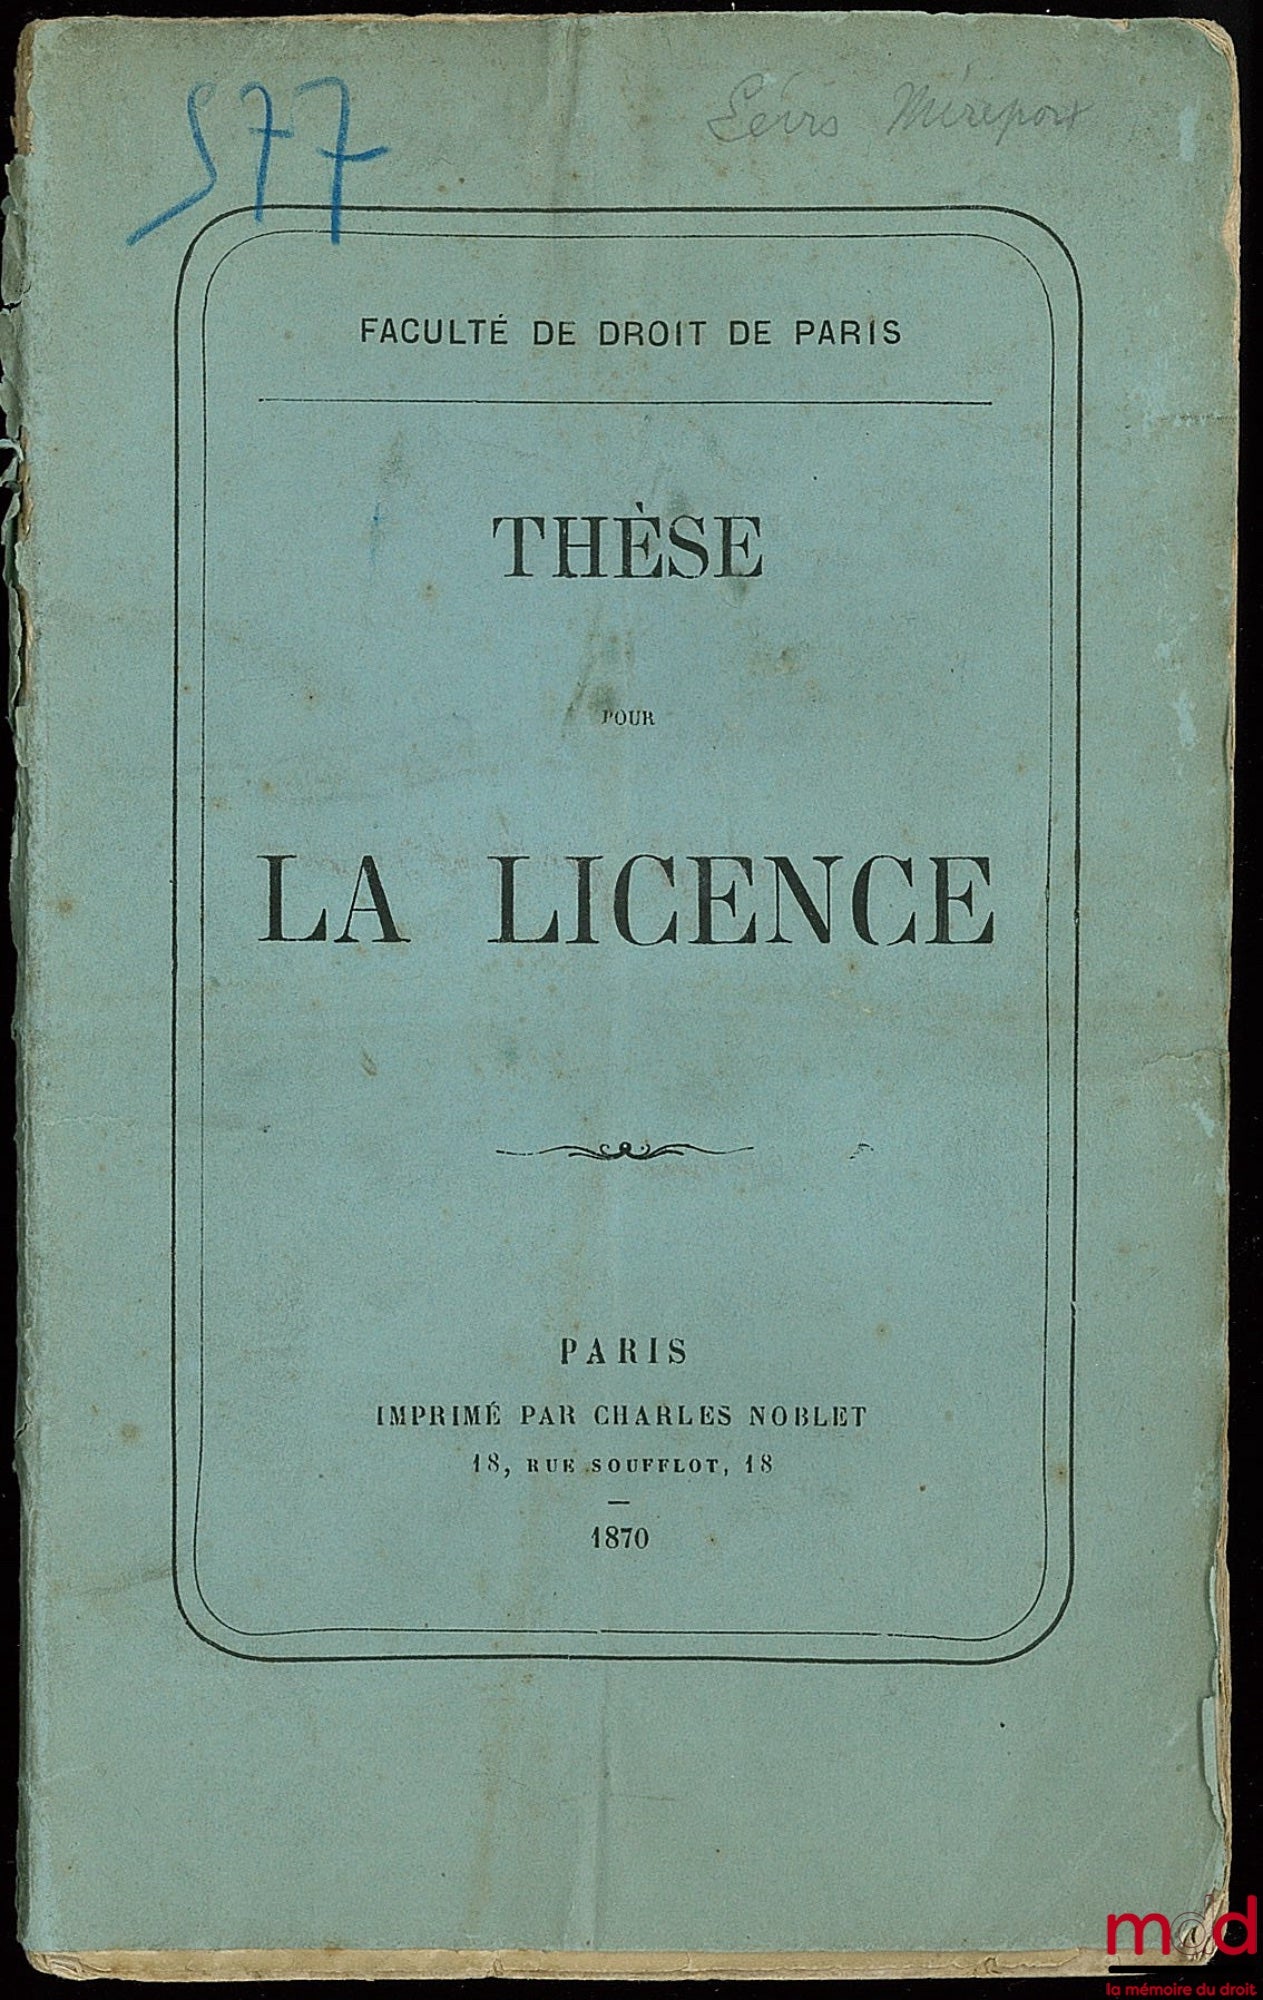 577
Lévis Mirepoix
FACULTÉ DE DROIT DE PARIS
THÈSE
POUR
LA LICENCE
PARIS
IMPRIMÉ PAR CHARLES NOBLET
18, RUE SOUFFLOT, 18
1870
mdd
la mémoire du droit